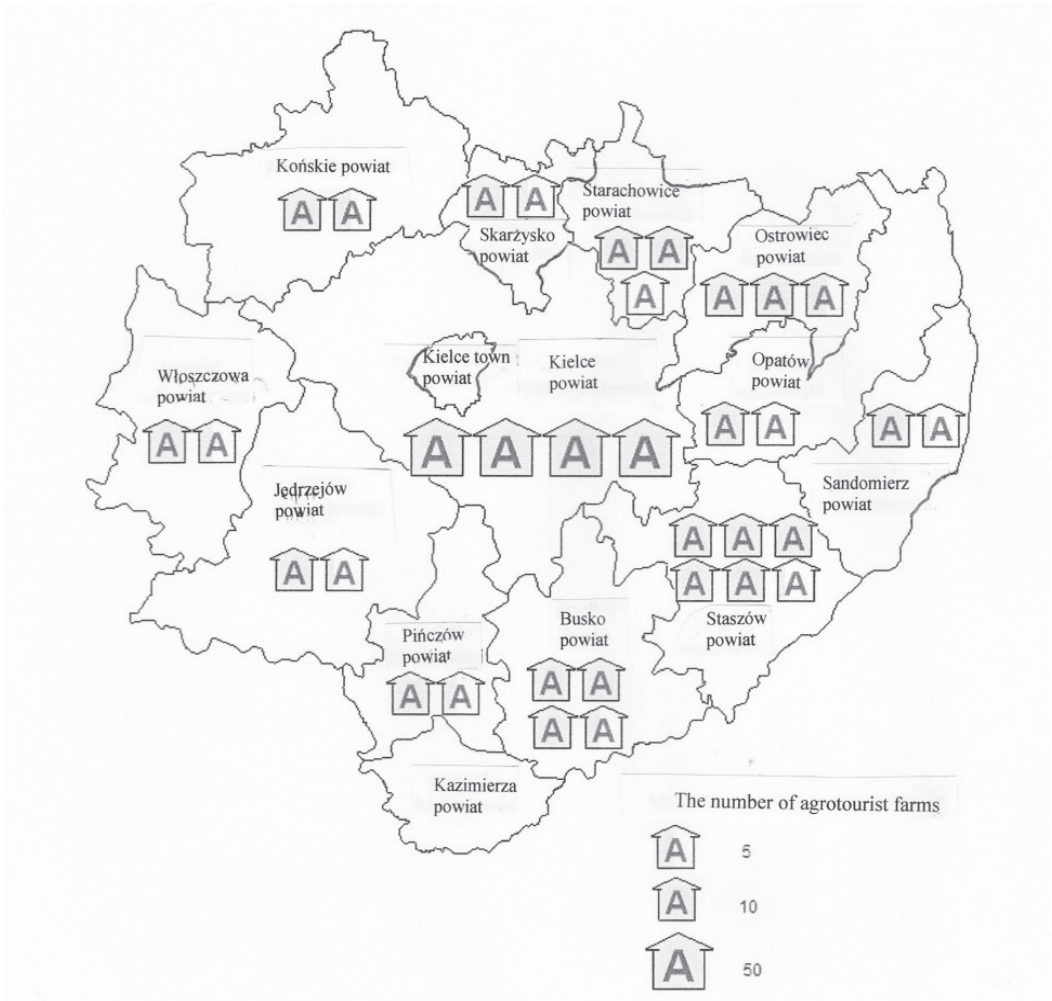 Końskie powiat
A A
A A
Skarżysko
powiat
Starachowice
powiat
A A
A
Ostrowiec
powiat
A A A
Włoszczowa
powiat
A A
Kielce town
powiat
Kielce
powiat
A A A A
Opatów
powiat
A A
A A
Sandomierz
powiat
Jędrzejów
powiat
A A
A A A
A A A
Staszów
powiat
Pińczów
powiat
A A
Busko
powiat
A A
A A
Kazimierza
powiat
The number of agrotourist farms
A 5
A 10
A 50